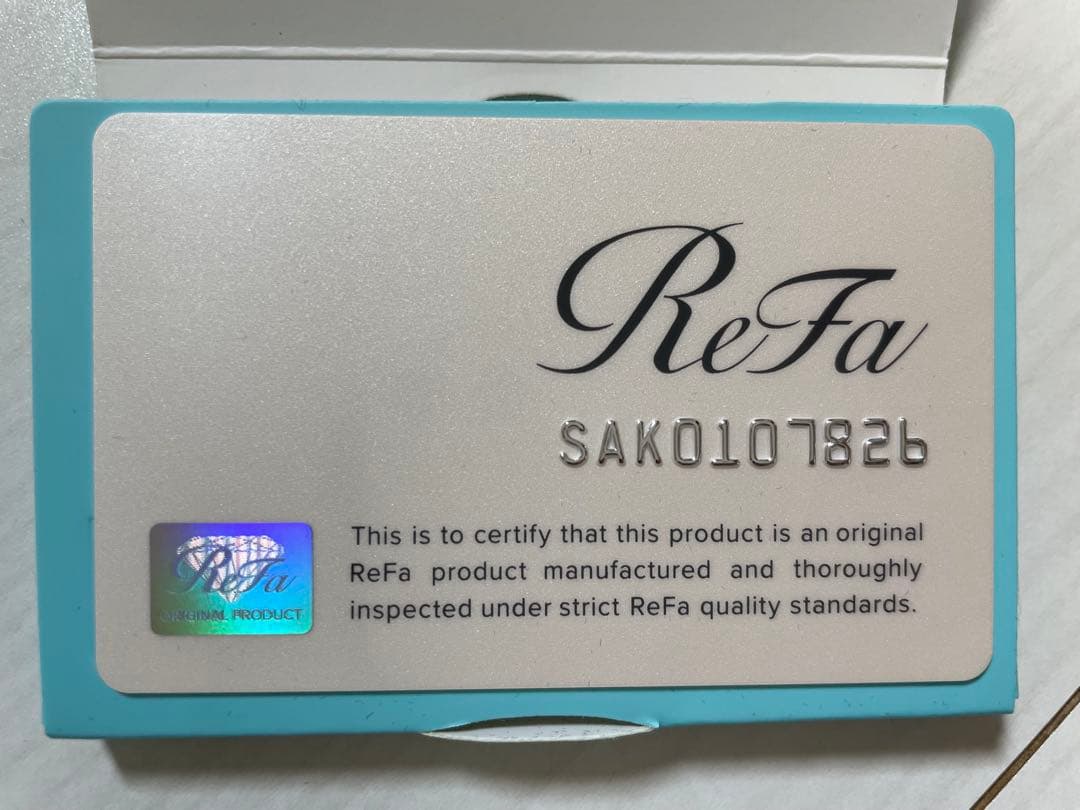 ReFa
SAK0107826
This is to certify that this product is an original
ReFa product manufactured and thoroughly
inspected under strict ReFa quality standards.
ReFa
ORIGINAL PRODUCT